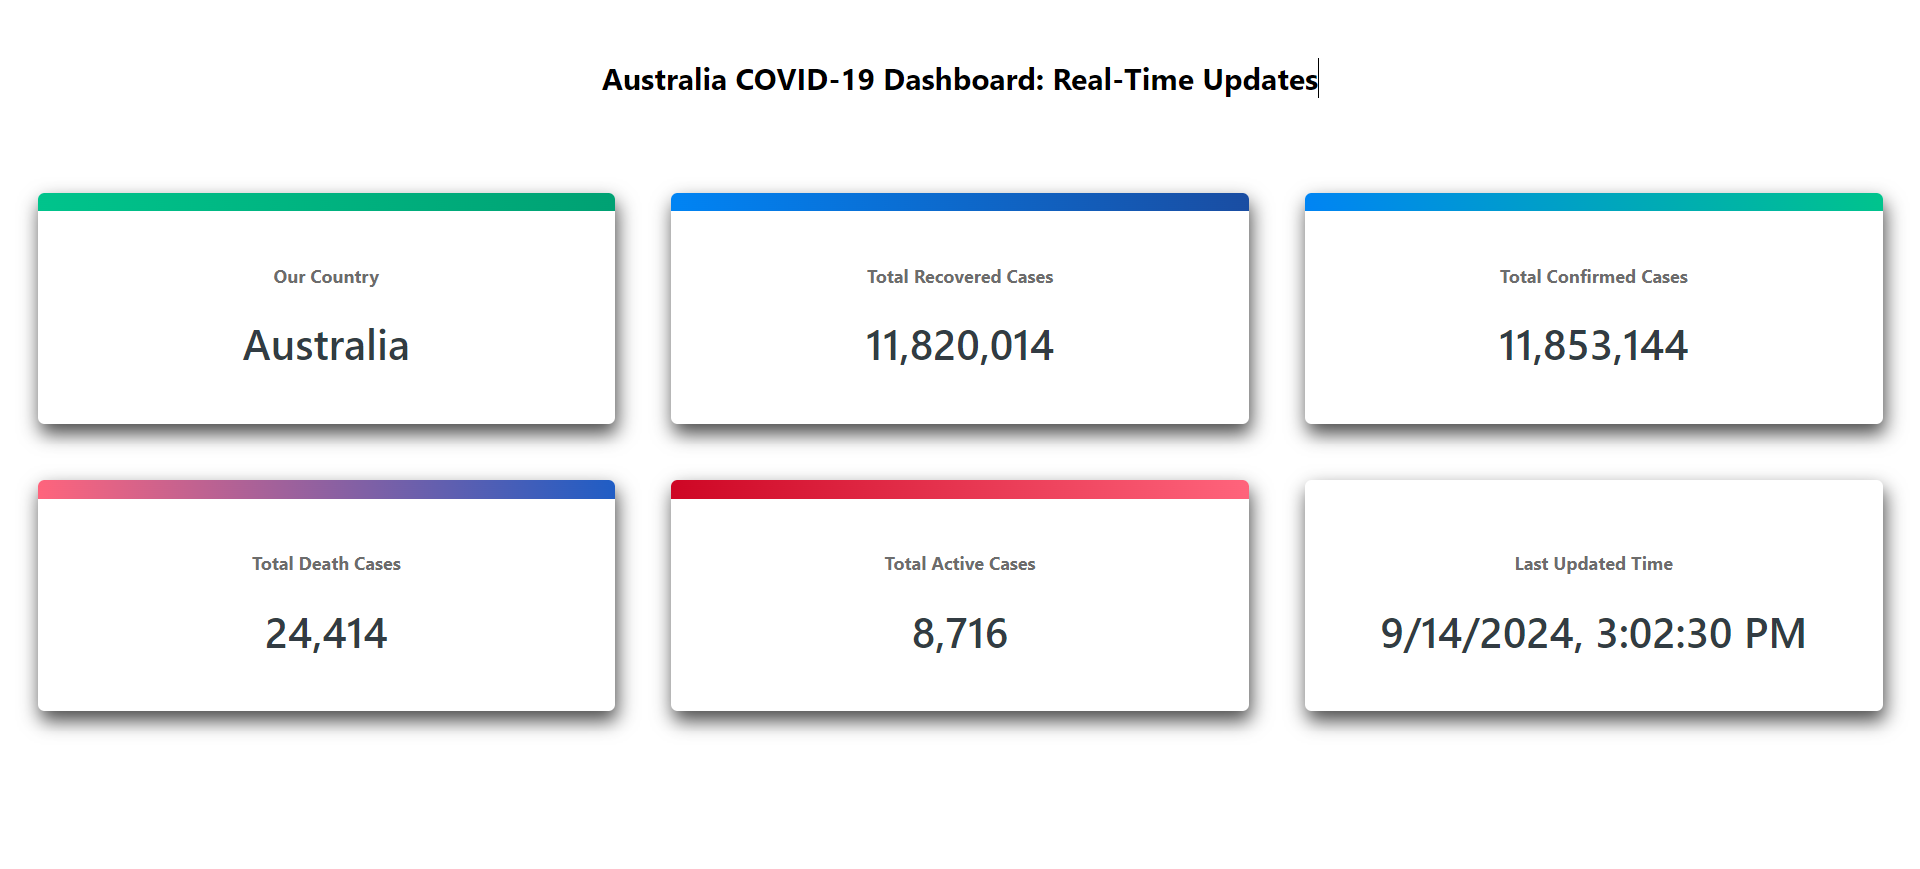 Australia COVID-19 Dashboard: Real-Time Updates
Our Country
Australia
Total Recovered Cases
11,820,014
Total Confirmed Cases
11,853,144
Total Death Cases
24,414
Total Active Cases
8,716
Last Updated Time
9/14/2024, 3:02:30 PM